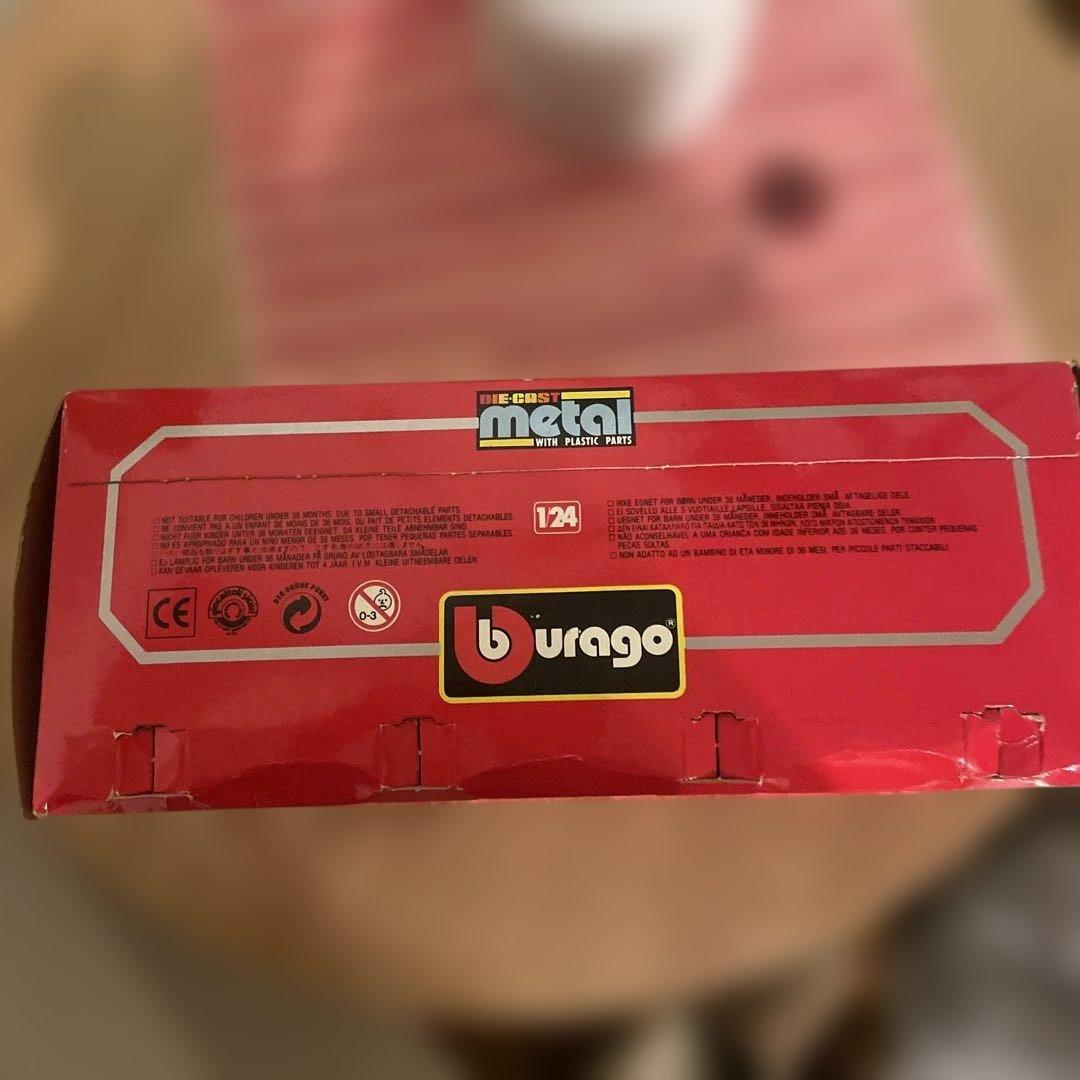 DIE·CAST
metal
WITH PLASTIC PARTS
□ NOT SUITABLE FOR CHILDREN UNDER 36 MONTHS, DUE TO SMALL DETACHABLE PARTS
□ NE CONVIENT PAS A UN ENFANT DE MOINS DE 36 MOIS, DU FAIT DE PETITS ELEMENTS DETACHABLES
□ NICHT FUER KINDER UNTER 36 MONATEN GEEIGNET, DA KLEINE TEILE ABNEHMBAR SIND
□ NO ES APROPRIADO PARA UN NINO MENOR DE 36 MESES, POR TENER PEQUENAS PARTES SEPARABLES
□ EJ LÄMPLIG FÖR BARN UNDER 36 MÅNADER PÅ GRUND AV LÖSTAGBARA SMÅDELAR
□ KAN GEVAAR OPLEVEREN VOOR KINDEREN TOT 4 JAAR I.V.M. KLEINE UITNEEMBARE DELEN
1/24
□ IKKE EGNET FOR BØRN UNDER 36 MÅNEDER, INDEHOLDER SMÅ, AFTAGELIGE DELE
□ EI SOVELLU ALLE 3-VUOTIAILLE LAPSILLE, SISÄLTÄÄ PIENIÄ OSIA
□ UEGNET FOR BARN UNDER 36 MÅNEDER, INNEHOLDER SMÅ AVTAGBARE DELER
□ NÃO ACONSELHÁVEL A UMA CRIANÇA COM IDADE INFERIOR AOS 36 MESES, POR CONTER PEQUENAS
PEÇAS SOLTAS
□ NON ADATTO AD UN BAMBINO DI ETA MINORE DI 36 MESI, PER PICCOLE PARTI STACCABILI
CE
DER GRÜNE PUNKT
0-3
burago®